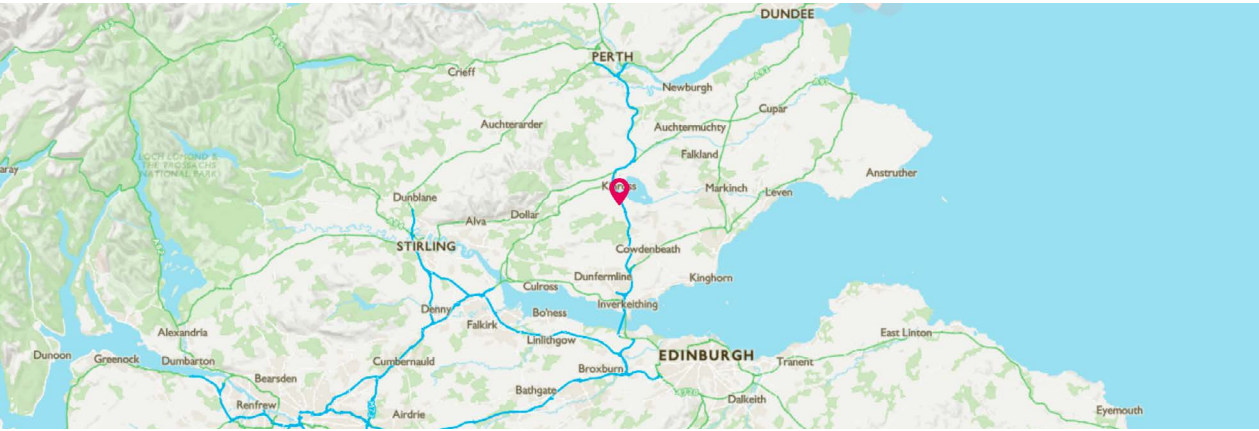 DUNDEE
PERTH
Crieff
Newburgh
Cupar
Auchterarder
Auchtermuchty
Falkland
LOCH LOMOND &
THE TROSSACHS
NATIONAL PARK
aray
Anstruther
Markinch
Leven
Dunblane
Alva
Dollar
STIRLING
Cowdenbeath
Dunfermline
Kinghorn
Culross
Inverkeithing
Denny
Bo'ness
Falkirk
Linlithgow
Alexandria
East Linton
Dunoon
Greenock
Dumbarton
Cumbernauld
Broxburn
EDINBURGH
Tranent
Bearsden
Bathgate
Dalkeith
Renfrew
Airdrie
Eyemouth